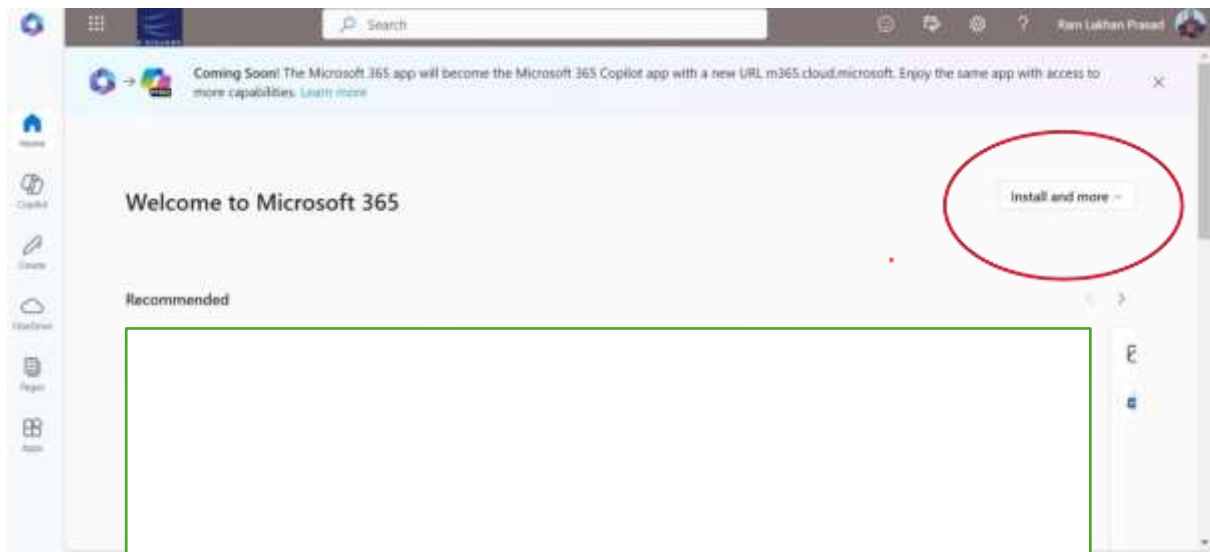 Search
Ram Lakhan Prasad
Coming Soon! The Microsoft 365 app will become the Microsoft 365 Copilot app with a new URL m365.cloud.microsoft. Enjoy the same app with access to
more capabilities. Learn more
Home
Copilot
Create
OneDrive
Pages
Apps
Welcome to Microsoft 365
Install and more
Recommended